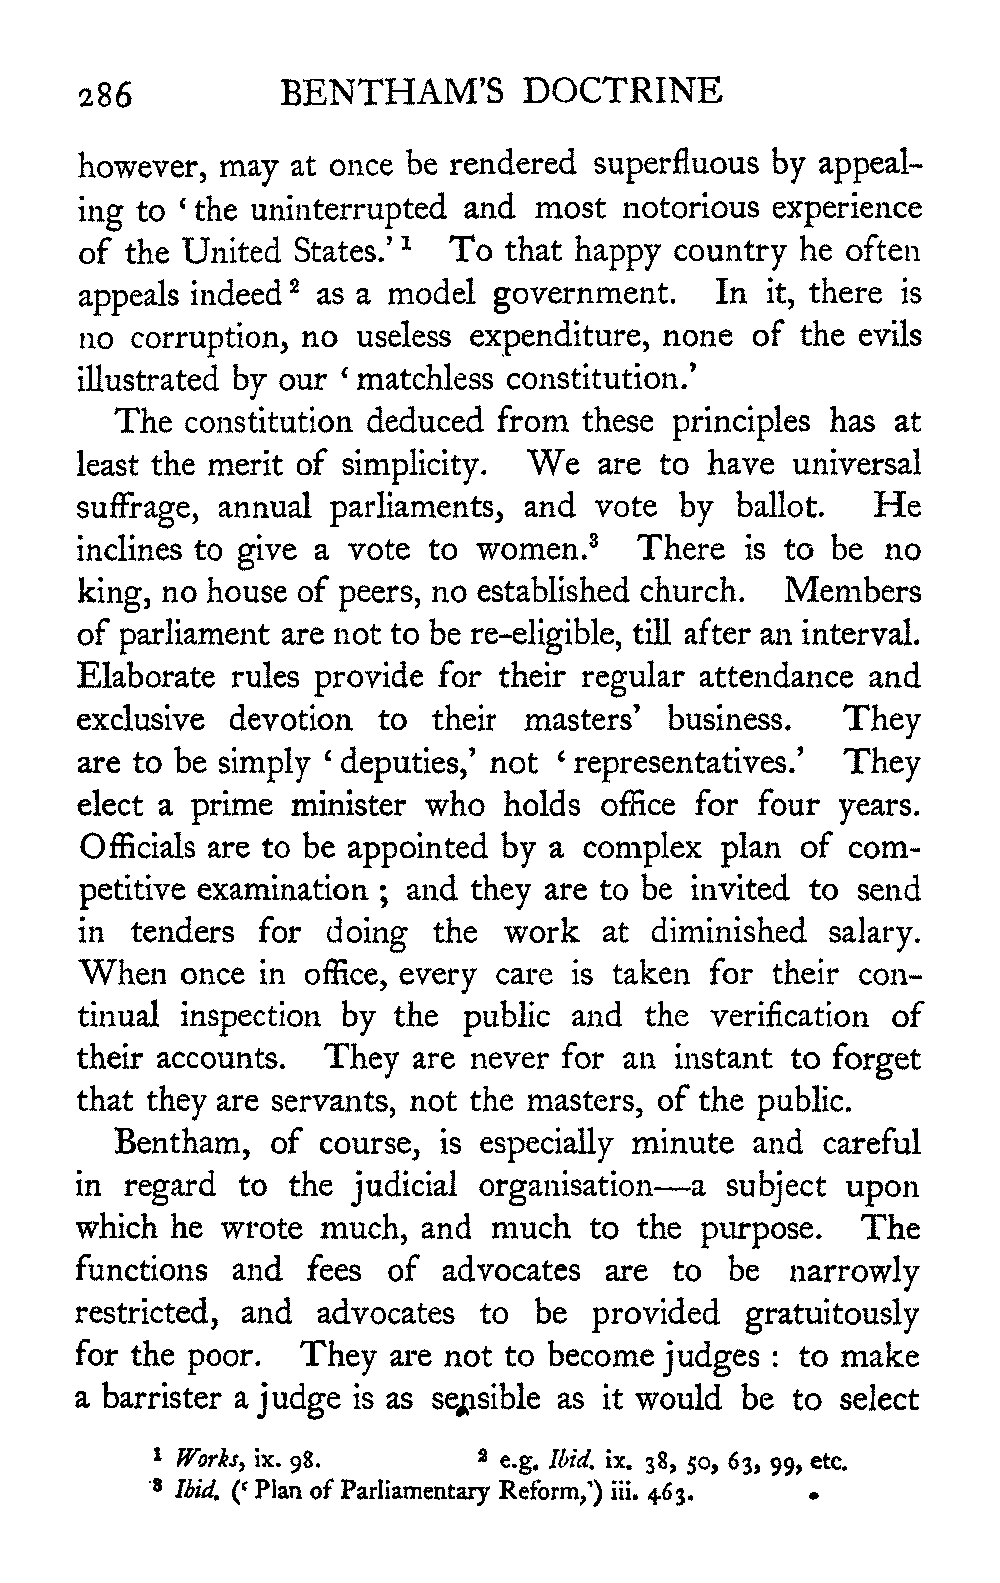 286 BENTHAM'S DOCTRINE
however, may at once be rendered superfluous by appeal-
ing to ‘the uninterrupted and most notorious experience
of the United States.’ ¹ To that happy country he often
appeals indeed ² as a model government. In it, there is
no corruption, no useless expenditure, none of the evils
illustrated by our ‘matchless constitution.’
The constitution deduced from these principles has at
least the merit of simplicity. We are to have universal
suffrage, annual parliaments, and vote by ballot. He
inclines to give a vote to women.³ There is to be no
king, no house of peers, no established church. Members
of parliament are not to be re-eligible, till after an interval.
Elaborate rules provide for their regular attendance and
exclusive devotion to their masters’ business. They
are to be simply ‘deputies,’ not ‘representatives.’ They
elect a prime minister who holds office for four years.
Officials are to be appointed by a complex plan of com-
petitive examination ; and they are to be invited to send
in tenders for doing the work at diminished salary.
When once in office, every care is taken for their con-
tinual inspection by the public and the verification of
their accounts. They are never for an instant to forget
that they are servants, not the masters, of the public.
Bentham, of course, is especially minute and careful
in regard to the judicial organisation—a subject upon
which he wrote much, and much to the purpose. The
functions and fees of advocates are to be narrowly
restricted, and advocates to be provided gratuitously
for the poor. They are not to become judges : to make
a barrister a judge is as sensible as it would be to select
¹ Works, ix. 98. ² e.g. Ibid. ix. 38, 50, 63, 99, etc.
³ Ibid. (‘Plan of Parliamentary Reform,’) iii. 463.